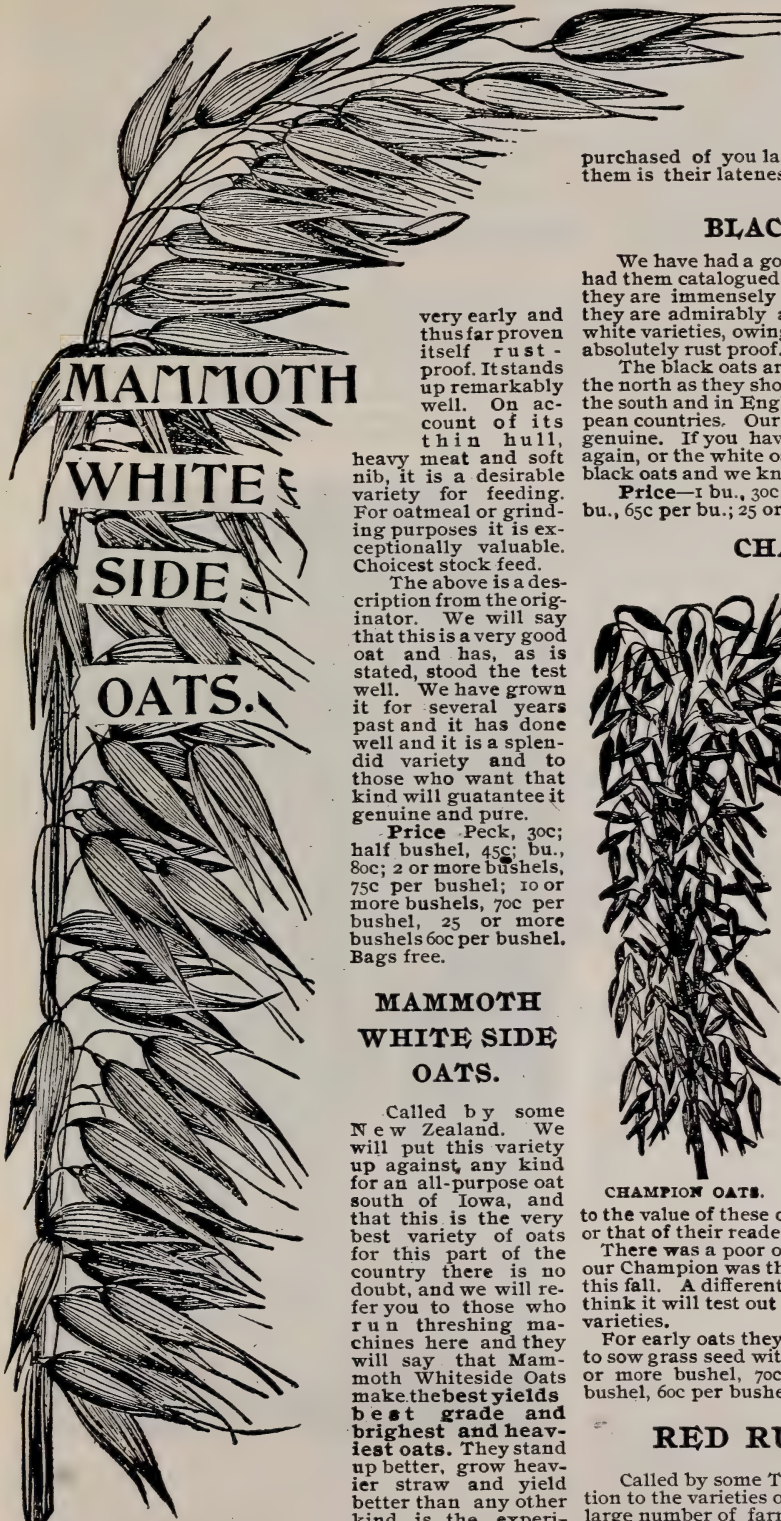 MAMMOTH
WHITE
SIDE
OATS.
very early and
thus far proven
itself rust-
proof. It stands
up remarkably
well. On ac-
count of its
thin hull,
heavy meat and soft
nib, it is a desirable
variety for feeding.
For oatmeal or grind-
ing purposes it is ex-
ceptionally valuable.
Choicest stock feed.
The above is a des-
cription from the orig-
inator. We will say
that this is a very good
oat and has, as is
stated, stood the test
well. We have grown
it for several years
past and it has done
well and it is a splen-
did variety and to
those who want that
kind will guatantee it
genuine and pure.
Price Peck, 30c;
half bushel, 45c; bu.,
80c; 2 or more bushels,
75c per bushel; 10 or
more bushels, 70c per
bushel, 25 or more
bushels 60c per bushel.
Bags free.
MAMMOTH
WHITE SIDE
OATS.
Called by some
New Zealand. We
will put this variety
up against any kind
for an all-purpose oat
south of Iowa, and
that this is the very
best variety of oats
for this part of the
country there is no
doubt, and we will re-
fer you to those who
run threshing ma-
chines here and they
will say that Mam-
moth Whiteside Oats
make the best yields
best grade and
brighest and heav-
iest oats. They stand
up better, grow heav-
ier straw and yield
better than any other
kind is the experi-
purchased of you la
them is their latenes
BLAC
We have had a go
had them catalogued
they are immensely
they are admirably a
white varieties, owing
absolutely rust proof.
The black oats ar
the north as they sho
the south and in Eng
pean countries. Our
genuine. If you hav
again, or the white o
black oats and we kn
Price—1 bu., 30c
bu., 65c per bu.; 25 or
CHA
CHAMPION OATS.
to the value of these o
or that of their reade
There was a poor o
our Champion was th
this fall. A different
think it will test out
varieties.
For early oats they
to sow grass seed wit
or more bushel, 70c
bushel, 60c per bushe
RED RU
Called by some T
tion to the varieties o
large number of farm